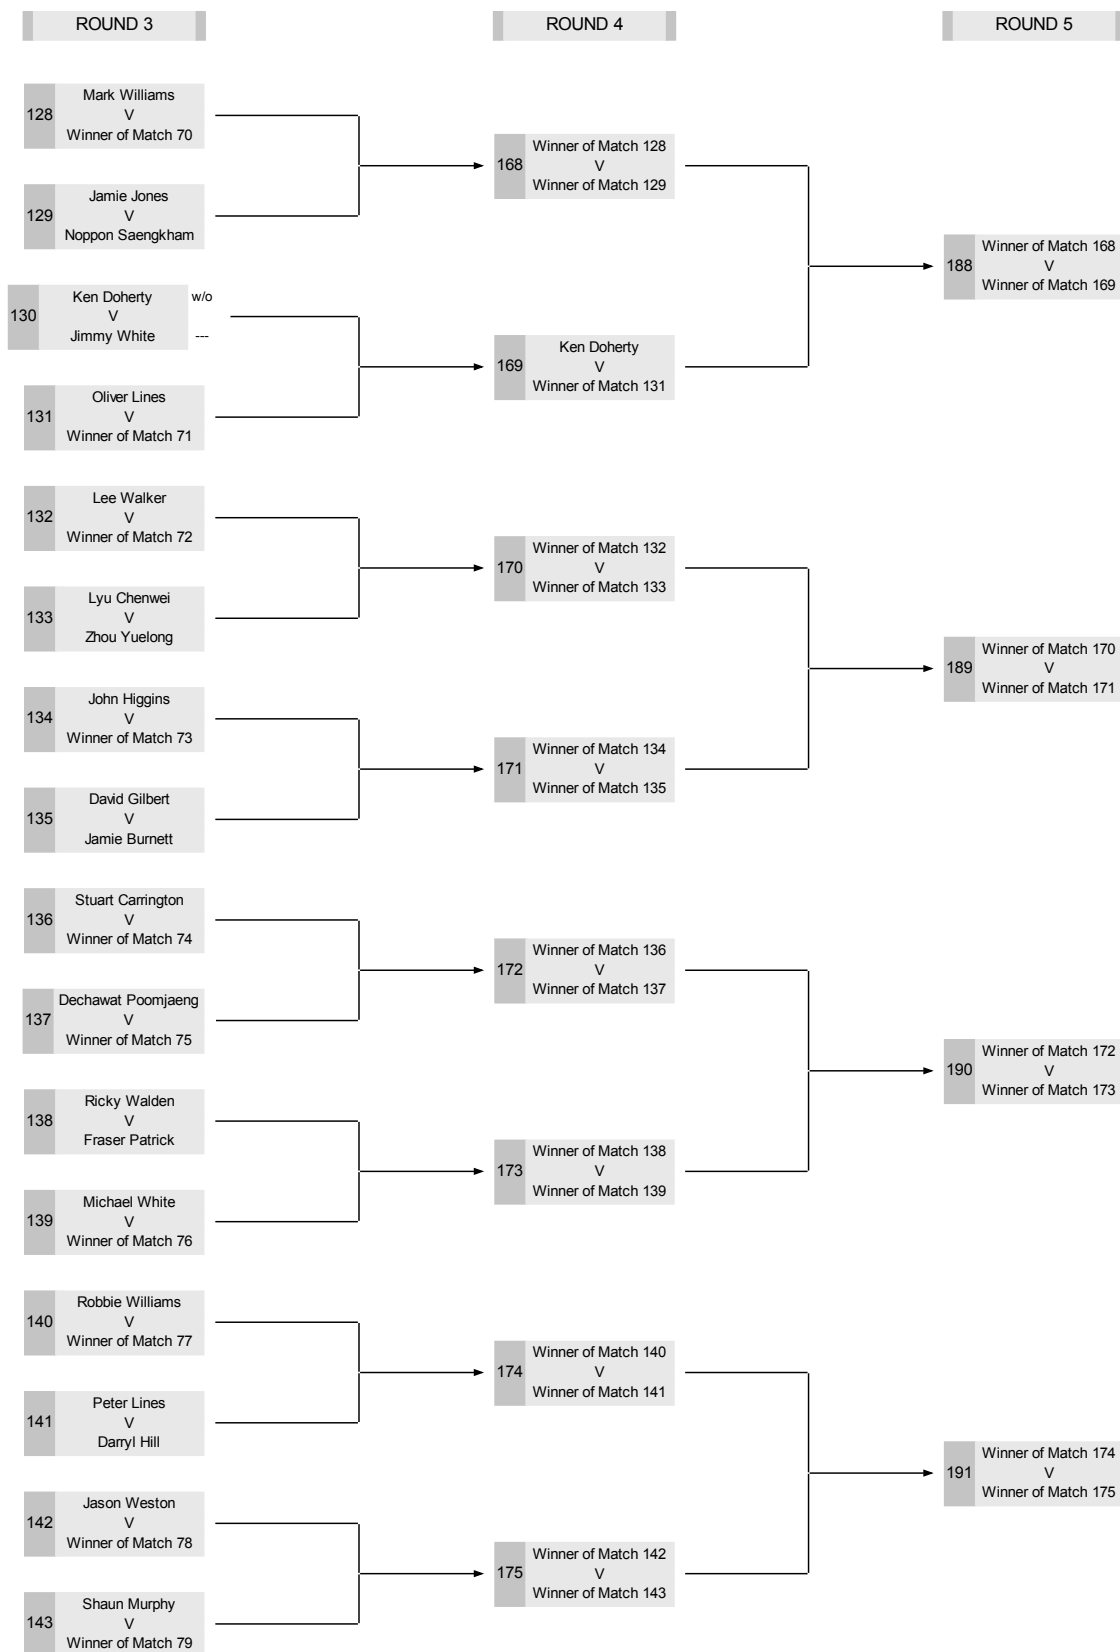 ROUND 3
ROUND 4
ROUND 5
128
Mark Williams
V
Winner of Match 70
129
Jamie Jones
V
Noppon Saengkham
130
Ken Doherty
w/o
V
Jimmy White
---
131
Oliver Lines
V
Winner of Match 71
132
Lee Walker
V
Winner of Match 72
133
Lyu Chenwei
V
Zhou Yuelong
134
John Higgins
V
Winner of Match 73
135
David Gilbert
V
Jamie Burnett
136
Stuart Carrington
V
Winner of Match 74
137
Dechawat Poomjaeng
V
Winner of Match 75
138
Ricky Walden
V
Fraser Patrick
139
Michael White
V
Winner of Match 76
140
Robbie Williams
V
Winner of Match 77
141
Peter Lines
V
Darryl Hill
142
Jason Weston
V
Winner of Match 78
143
Shaun Murphy
V
Winner of Match 79
168
Winner of Match 128
V
Winner of Match 129
169
Ken Doherty
V
Winner of Match 131
170
Winner of Match 132
V
Winner of Match 133
171
Winner of Match 134
V
Winner of Match 135
172
Winner of Match 136
V
Winner of Match 137
173
Winner of Match 138
V
Winner of Match 139
174
Winner of Match 140
V
Winner of Match 141
175
Winner of Match 142
V
Winner of Match 143
188
Winner of Match 168
V
Winner of Match 169
189
Winner of Match 170
V
Winner of Match 171
190
Winner of Match 172
V
Winner of Match 173
191
Winner of Match 174
V
Winner of Match 175